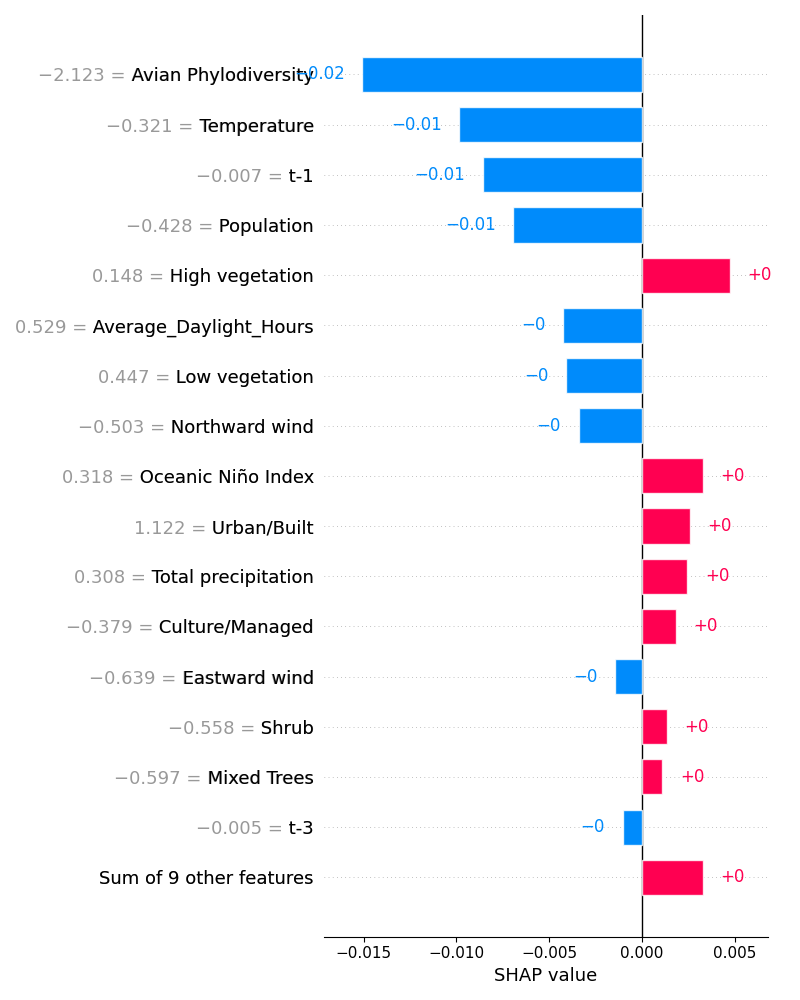 −2.123 = Avian Phylodiversity −0.02
−0.321 = Temperature −0.01
−0.007 = t-1 −0.01
−0.428 = Population −0.01
0.148 = High vegetation +0
0.529 = Average_Daylight_Hours −0
0.447 = Low vegetation −0
−0.503 = Northward wind −0
0.318 = Oceanic Niño Index +0
1.122 = Urban/Built +0
0.308 = Total precipitation +0
−0.379 = Culture/Managed +0
−0.639 = Eastward wind −0
−0.558 = Shrub +0
−0.597 = Mixed Trees +0
−0.005 = t-3 −0
Sum of 9 other features +0
−0.015 −0.010 −0.005 0.000 0.005
SHAP value